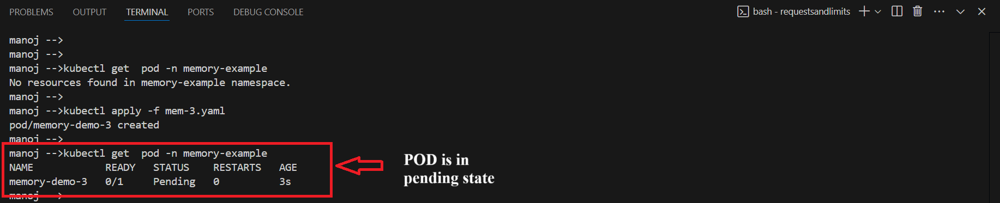 PROBLEMS OUTPUT TERMINAL PORTS DEBUG CONSOLE bash - requestsandlimits
manoj -->
manoj -->
manoj -->kubectl get  pod -n memory-example
No resources found in memory-example namespace.
manoj -->
manoj -->kubectl apply -f mem-3.yaml
pod/memory-demo-3 created
manoj -->
manoj -->kubectl get  pod -n memory-example
NAME READY STATUS RESTARTS AGE
memory-demo-3 0/1 Pending 0 3s
manoj -->
POD is in
pending state